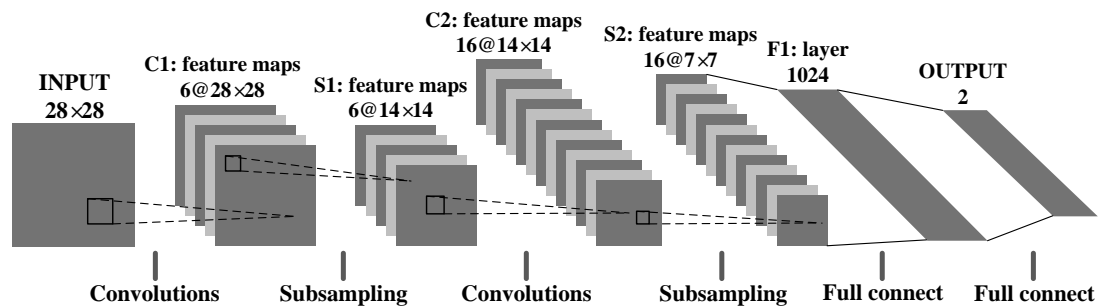 INPUT
28×28
C1: feature maps
6@28×28
S1: feature maps
6@14×14
C2: feature maps
16@14×14
S2: feature maps
16@7×7
F1: layer
1024
OUTPUT
2
Convolutions
Subsampling
Convolutions
Subsampling
Full connect
Full connect